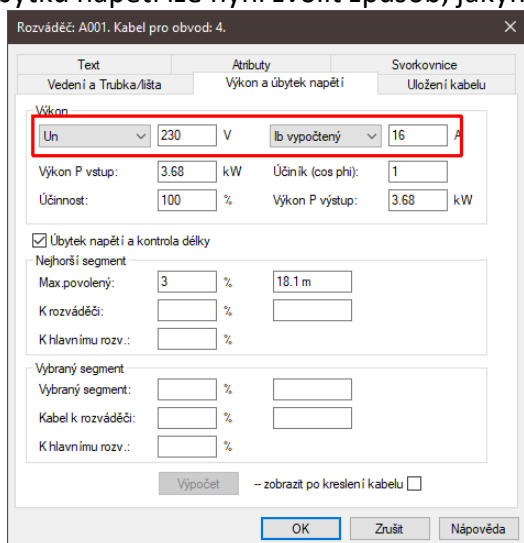 bytku napětí lze nyní zvolit způsob, jakým
Rozváděč: A001. Kabel pro obvod: 4.
Text Atributy Svorkovnice
Vedení a Trubka/lišta Výkon a úbytek napětí Uložení kabelu
Výkon
Un 230 V Ib vypočtený 16 A
Výkon P vstup: 3.68 kW Účiník (cos phi): 1
Účinnost: 100 % Výkon P výstup: 3.68 kW
Úbytek napětí a kontrola délky
Nejhorší segment
Max.povolený: 3 % 18.1 m
K rozváděči: %
K hlavnímu rozv.: %
Vybraný segment
Vybraný segment: %
Kabel k rozváděči: %
K hlavnímu rozv.: %
Výpočet -- zobrazit po kreslení kabelu
OK Zrušit Nápověda